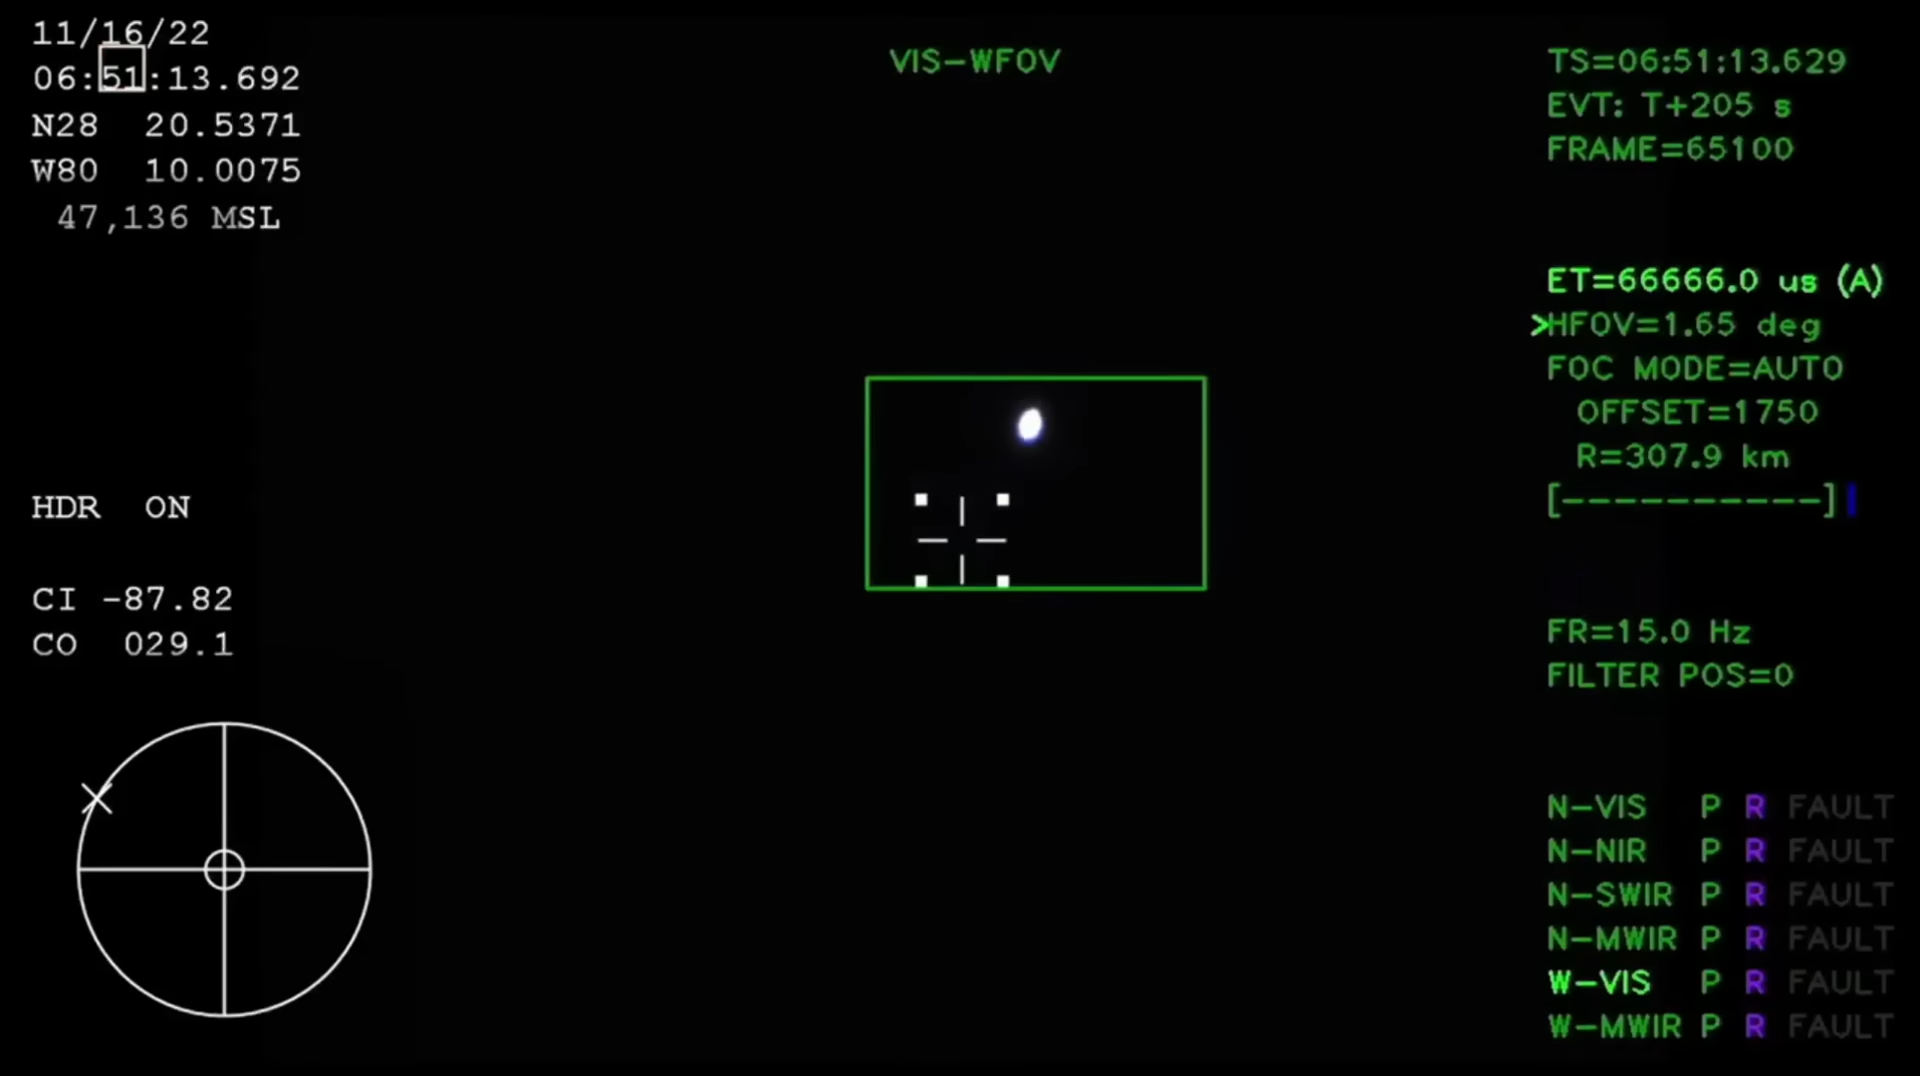 11/16/22
06:51:13.692
N28 20.5371
W80 10.0075
47,136 MSL
HDR ON
CI -87.82
CO 029.1
VIS-WFOV
TS=06:51:13.629
EVT: T+205 s
FRAME=65100
ET=66666.0 us (A)
>HFOV=1.65 deg
FOC MODE=AUTO
OFFSET=1750
R=307.9 km
[----------]
FR=15.0 Hz
FILTER POS=0
N-VIS P R FAULT
N-NIR P R FAULT
N-SWIR P R FAULT
N-MWIR P R FAULT
W-VIS P R FAULT
W-MWIR P R FAULT